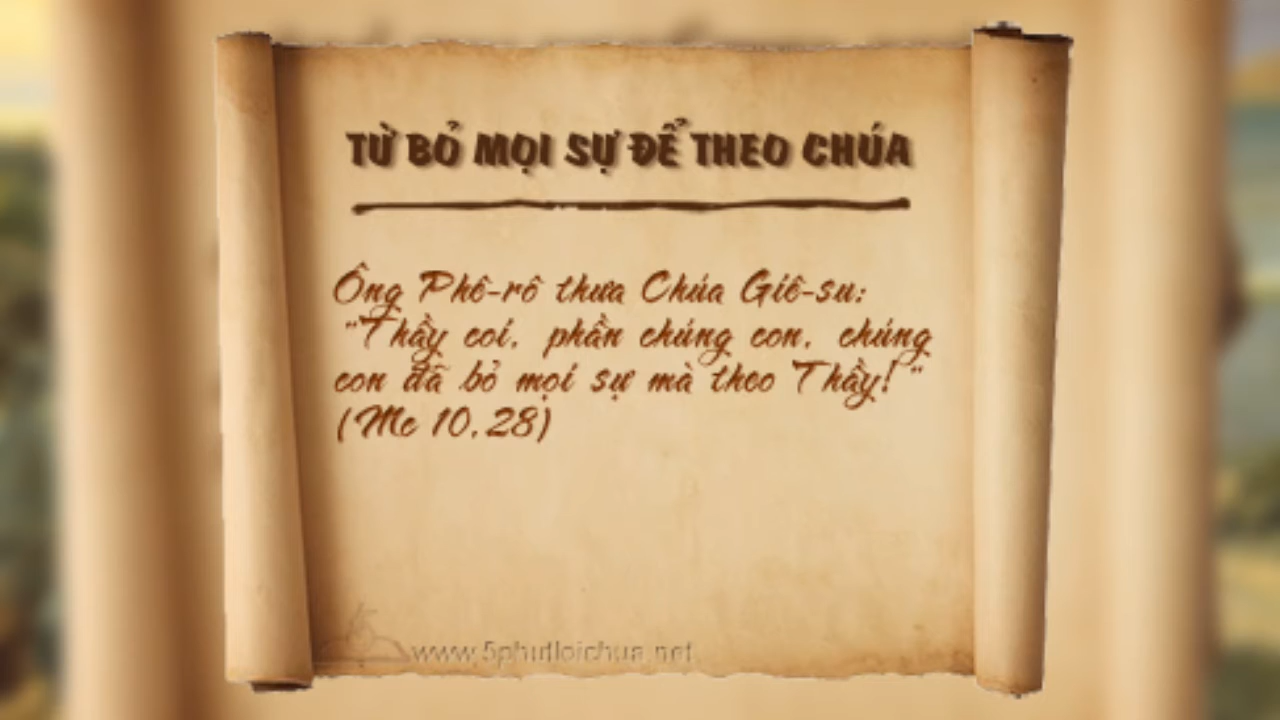 TỪ BỎ MỌI SỰ ĐỂ THEO CHÚA
Ông Phê-rô thưa Chúa Giê-su:
"Thầy coi, phần chúng con, chúng
con đã bỏ mọi sự mà theo Thầy!"
(Mc 10,28)
www.5phutloichua.net